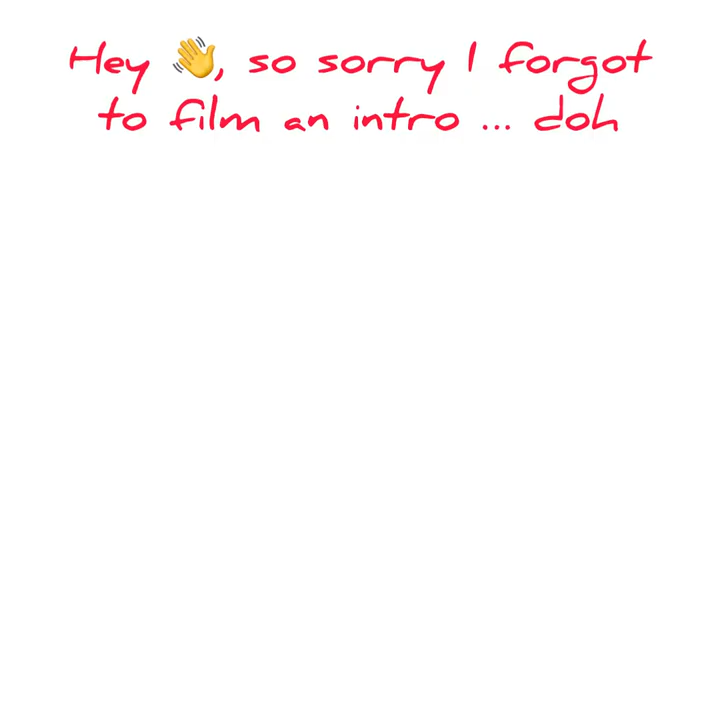 Hey 👋, so sorry I forgot
to film an intro ... doh